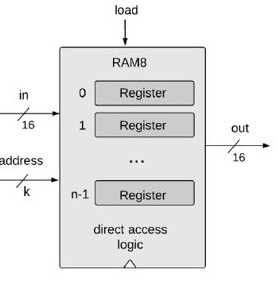 load
RAM8
in
0 Register
16
1 Register
out
...
16
address
k
n-1 Register
direct access
logic